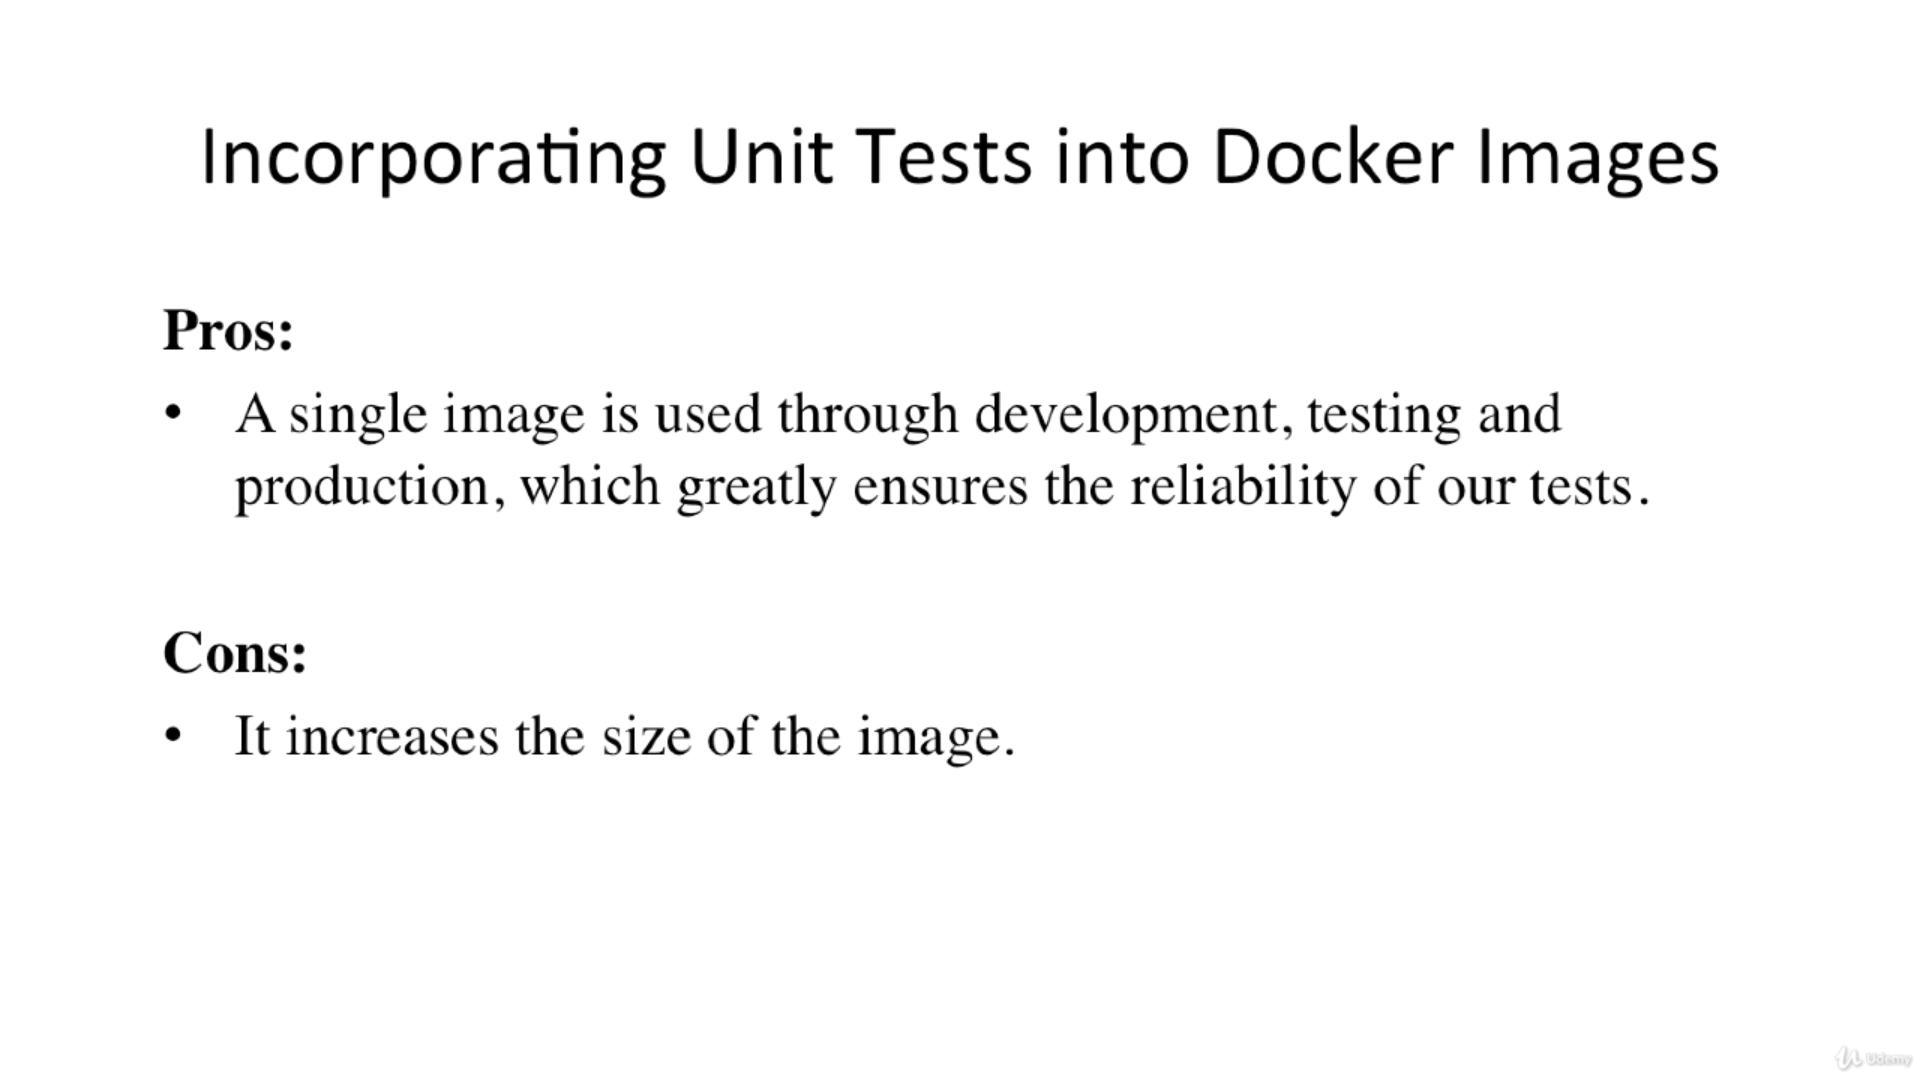 Incorporating Unit Tests into Docker Images
Pros:
• A single image is used through development, testing and
production, which greatly ensures the reliability of our tests.
Cons:
• It increases the size of the image.
Udemy